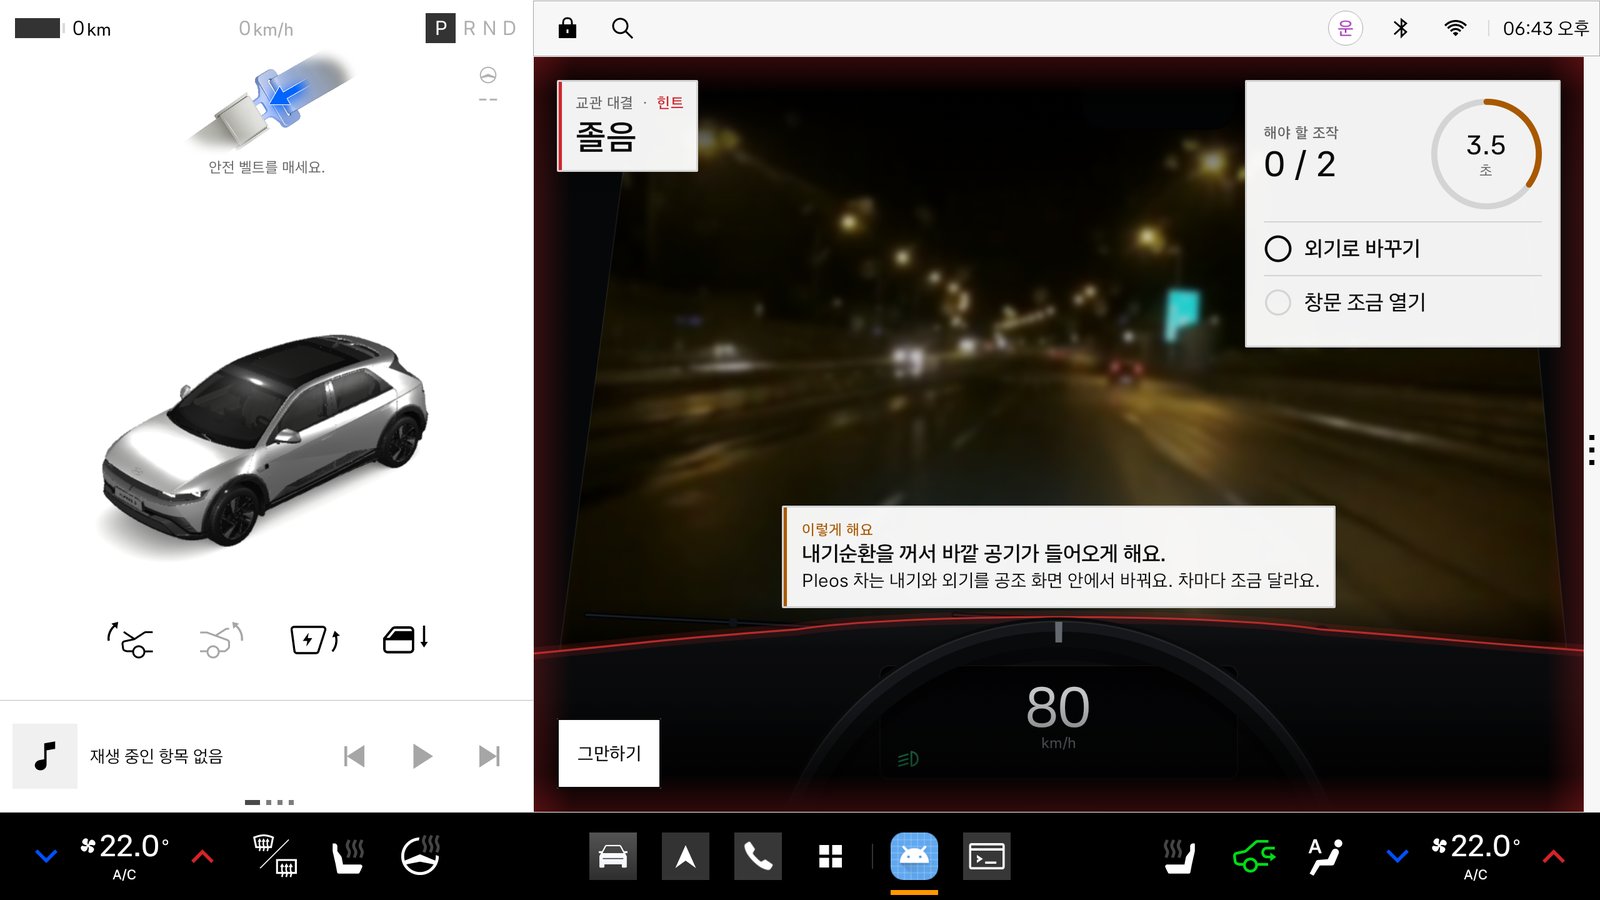 0 km
0 km/h
P R N D
--
안전 벨트를 매세요.
재생 중인 항목 없음
운
06:43 오후
교관 대결 · 힌트
졸음
해야 할 조작
0 / 2
3.5
초
외기로 바꾸기
창문 조금 열기
이렇게 해요
내기순환을 꺼서 바깥 공기가 들어오게 해요.
Pleos 차는 내기와 외기를 공조 화면 안에서 바꿔요. 차마다 조금 달라요.
80
km/h
그만하기
22.0°
A/C
A
22.0°
A/C